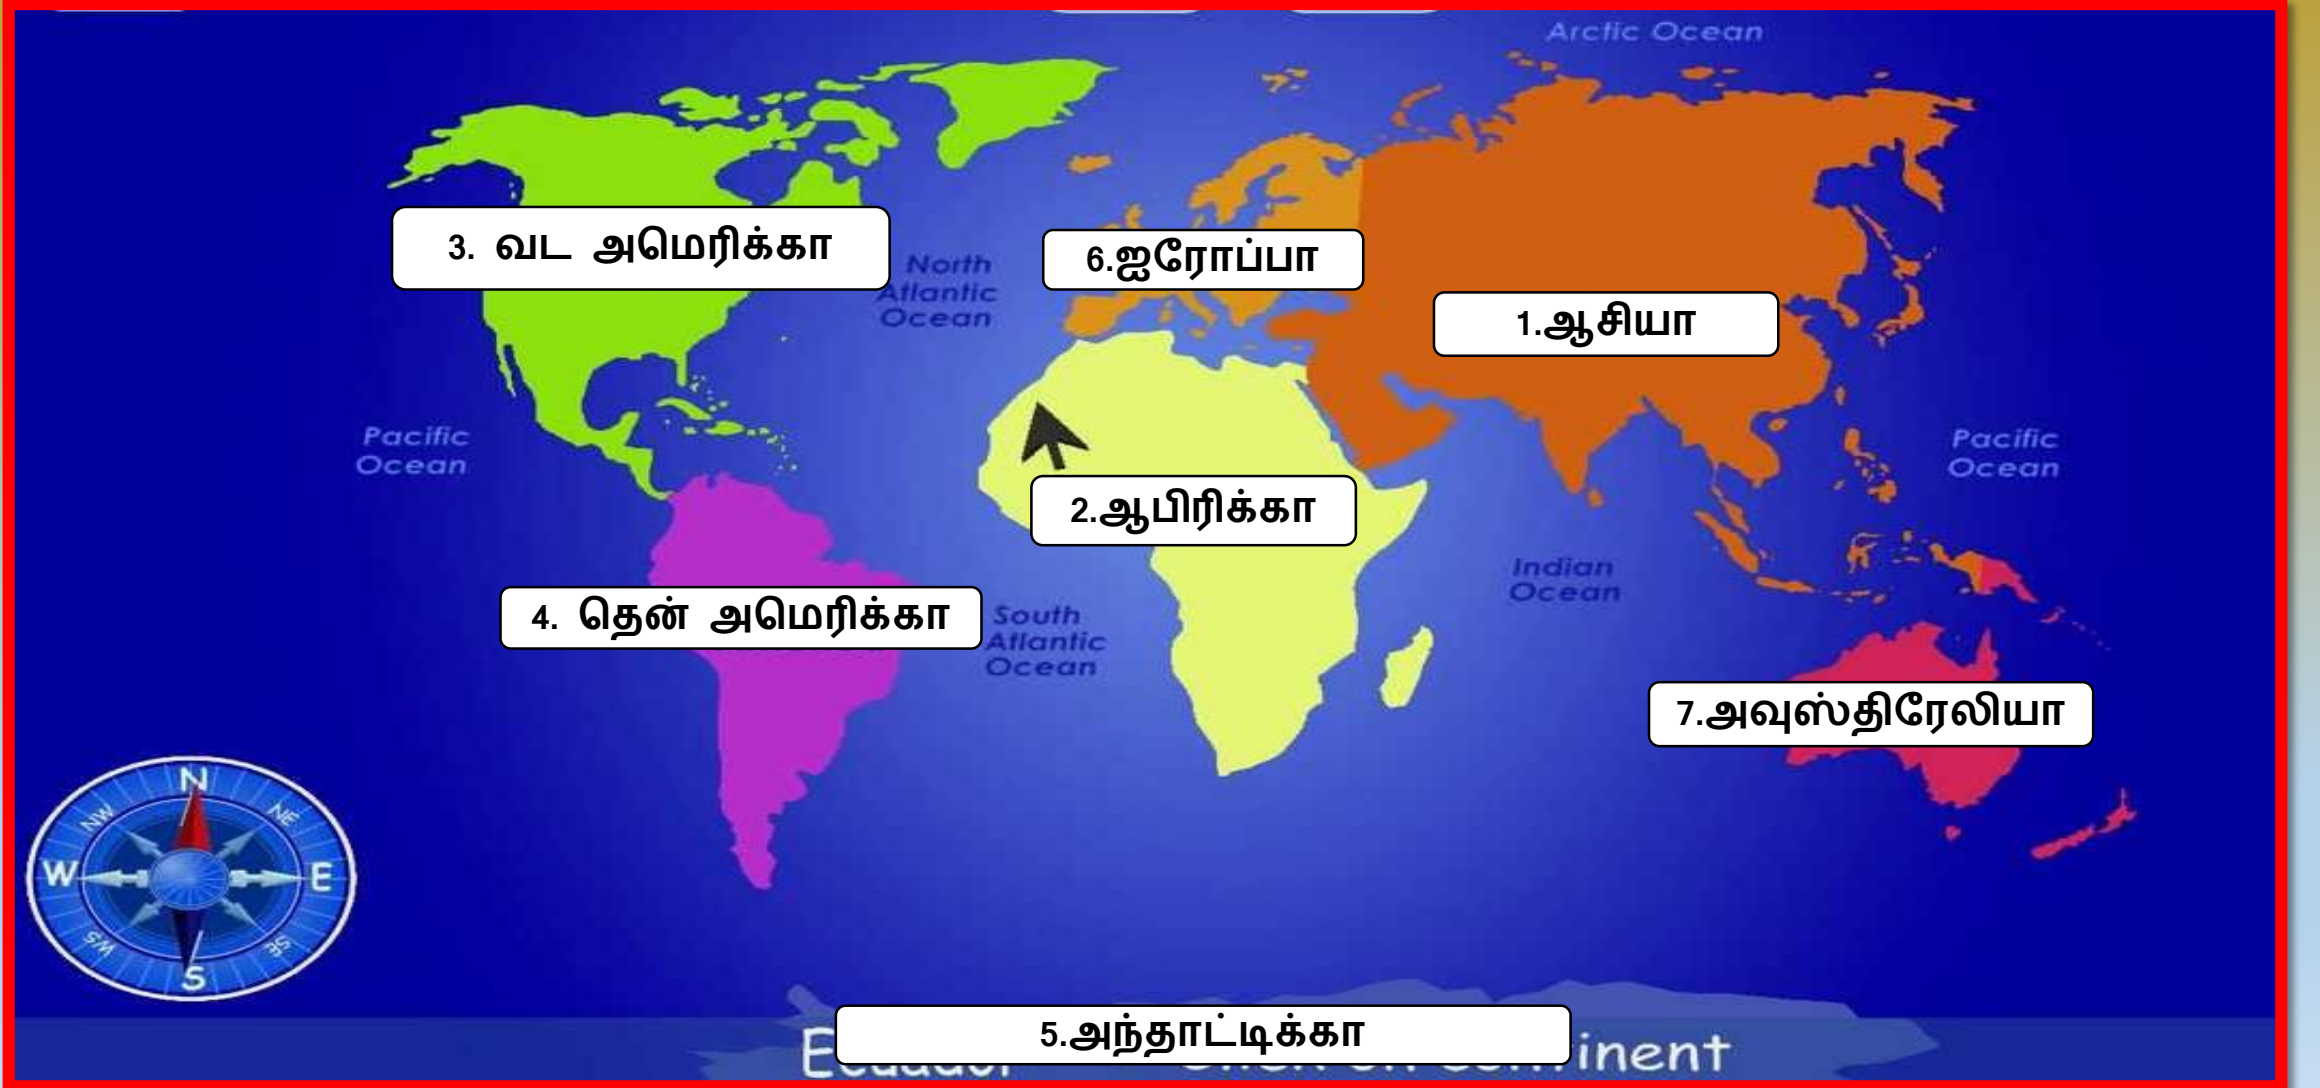 Arctic Ocean
3. வட அமெரிக்கா
North
Atlantic
Ocean
6.ஐரோப்பா
1.ஆசியா
Pacific
Ocean
Pacific
Ocean
2.ஆபிரிக்கா
Indian
Ocean
4. தென் அமெரிக்கா
South
Atlantic
Ocean
7.அவுஸ்திரேலியா
N
NW
NE
W
E
SW
SE
S
5.அந்தாட்டிக்கா
inent